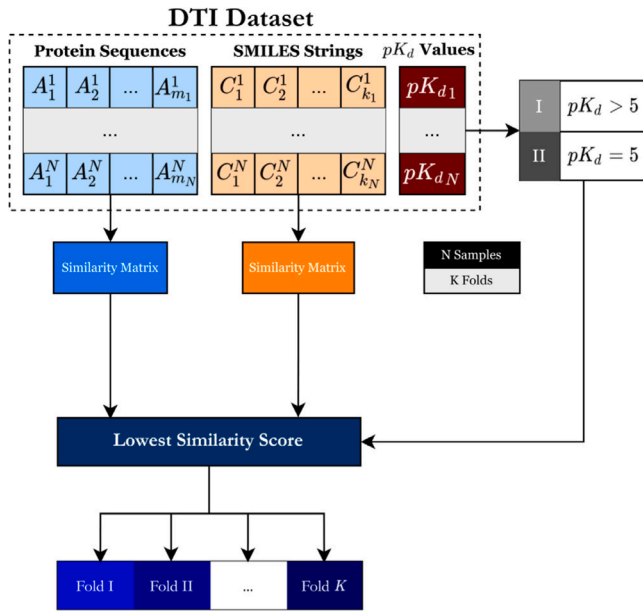 DTI Dataset
Protein Sequences SMILES Strings pK_d Values
A_1^1 A_2^1 ... A_{m_1}^1 C_1^1 C_2^1 ... C_{k_1}^1 pK_{d1}
... ... ...
A_1^N A_2^N ... A_{m_N}^N C_1^N C_2^N ... C_{k_N}^N pK_{dN}
I pK_d > 5
II pK_d = 5
Similarity Matrix Similarity Matrix
N Samples
K Folds
Lowest Similarity Score
Fold I Fold II ... Fold K